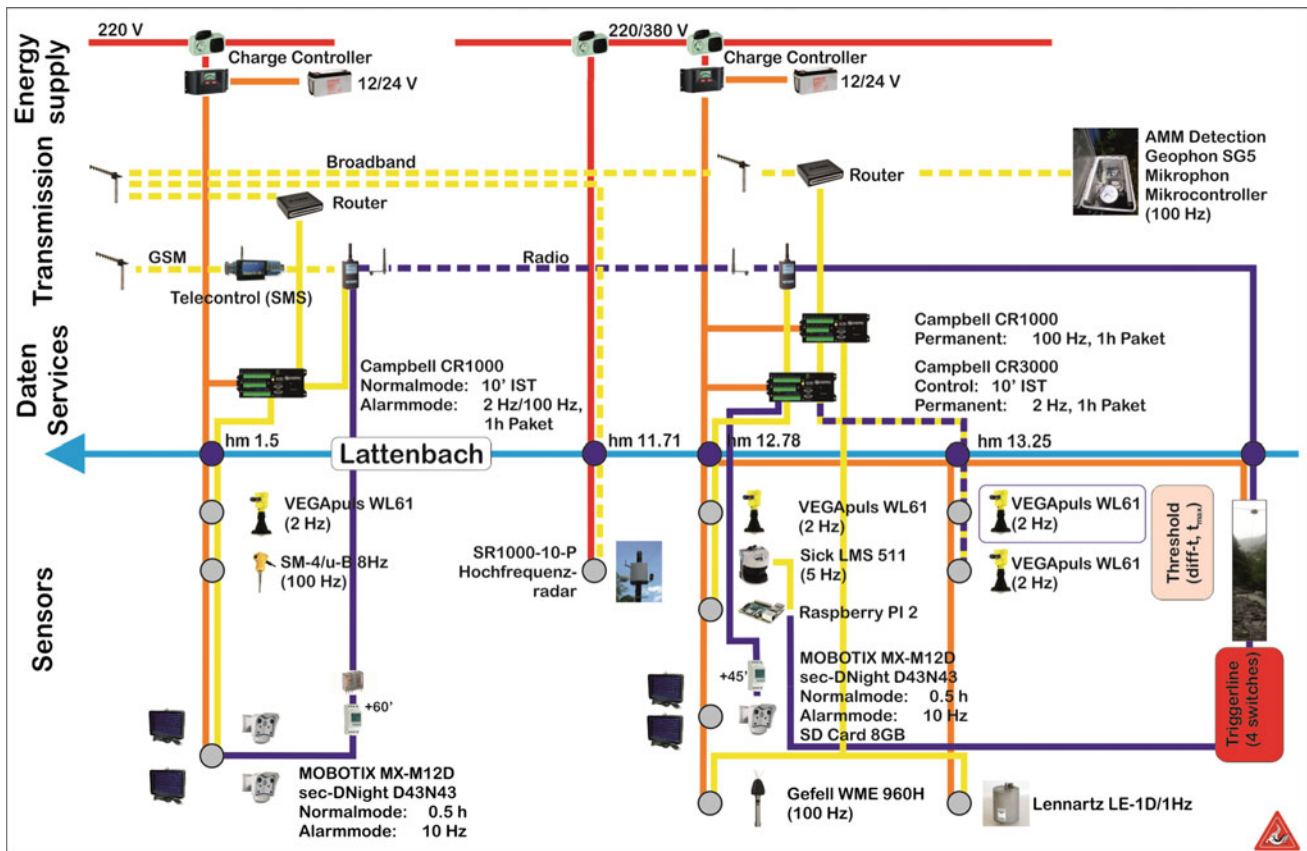 Energy
supply
Transmission
Daten
Services
Sensors
220 V
220/380 V
Charge Controller
12/24 V
Charge Controller
12/24 V
Broadband
Router
Router
AMM Detection
Geophon SG5
Mikrophon
Mikrocontroller
(100 Hz)
GSM
Telecontrol (SMS)
Radio
Campbell CR1000
Normalmode: 10' IST
Alarmmode: 2 Hz/100 Hz,
1h Paket
Campbell CR1000
Permanent: 100 Hz, 1h Paket
Campbell CR3000
Control: 10' IST
Permanent: 2 Hz, 1h Paket
hm 1.5
Lattenbach
hm 11.71
hm 12.78
hm 13.25
VEGApuls WL61
(2 Hz)
SM-4/u-B 8Hz
(100 Hz)
SR1000-10-P
Hochfrequenz-
radar
VEGApuls WL61
(2 Hz)
Sick LMS 511
(5 Hz)
Raspberry PI 2
VEGApuls WL61
(2 Hz)
VEGApuls WL61
(2 Hz)
Threshold
(diff-t, tmax)
Triggerline
(4 switches)
+60'
+45'
MOBOTIX MX-M12D
sec-DNight D43N43
Normalmode: 0.5 h
Alarmmode: 10 Hz
SD Card 8GB
MOBOTIX MX-M12D
sec-DNight D43N43
Normalmode: 0.5 h
Alarmmode: 10 Hz
Gefell WME 960H
(100 Hz)
Lennartz LE-1D/1Hz